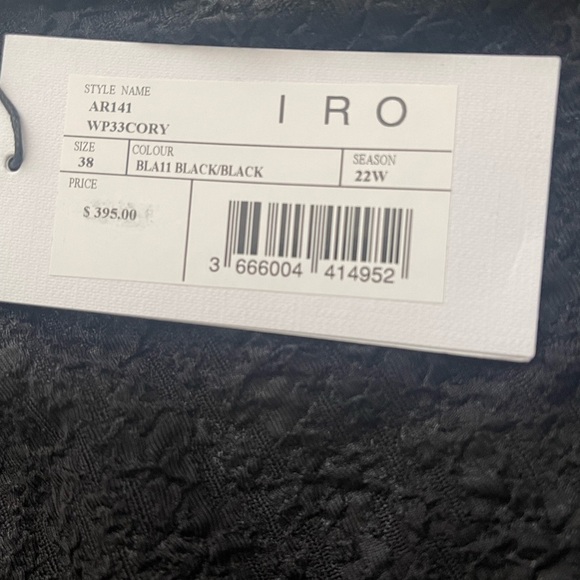 STYLE NAME
AR141
WP33CORY
I R O
SIZE
38
COLOUR
BLA11 BLACK/BLACK
SEASON
22W
PRICE
$ 395.00
3 666004 414952